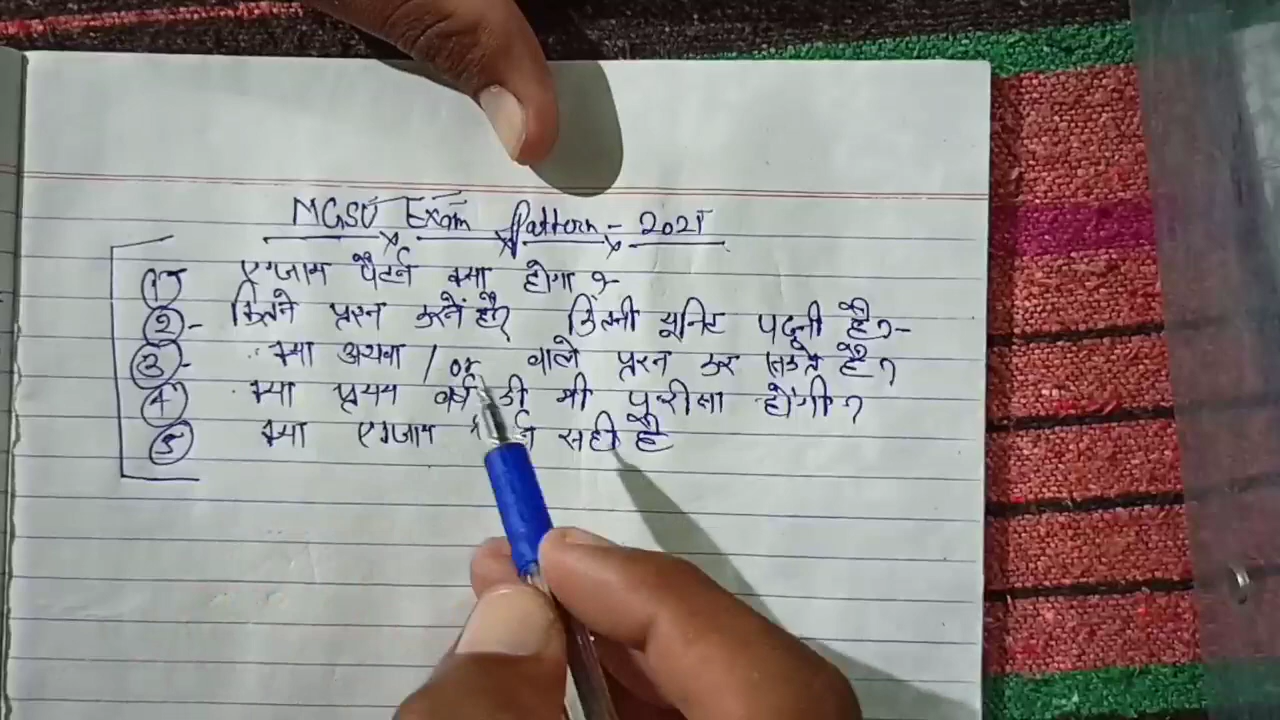 MGSU Exam Pattern - 2021
1 एग्जाम पैटर्न क्या होगा ?-
2- कितने प्रश्न करने है? कितनी यूनिट पढ़नी है?-
3- क्या अथवा / or वाले प्रश्न कर सकते है?
4 क्या प्रथम वर्ष की भी परीक्षा होगी?
5 क्या एग्जाम सही है